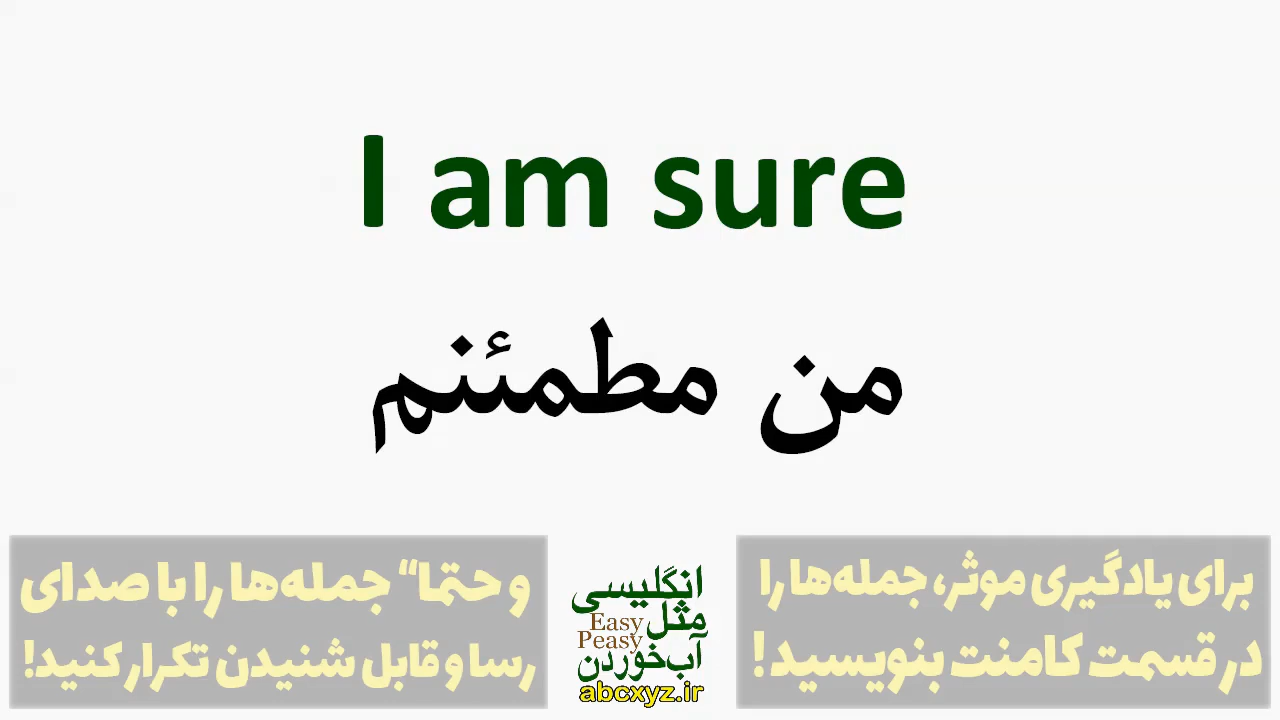 I am sure
من مطمئنم
برای یادگیری موثر، جمله‌ها را
در قسمت کامنت بنویسید !
و حتما“ جمله‌ها را با صدای
رسا و قابل شنیدن تکرار کنید!
انگلیسی
مثل
Easy
Peasy
آب‌خوردن
abcxyz.ir